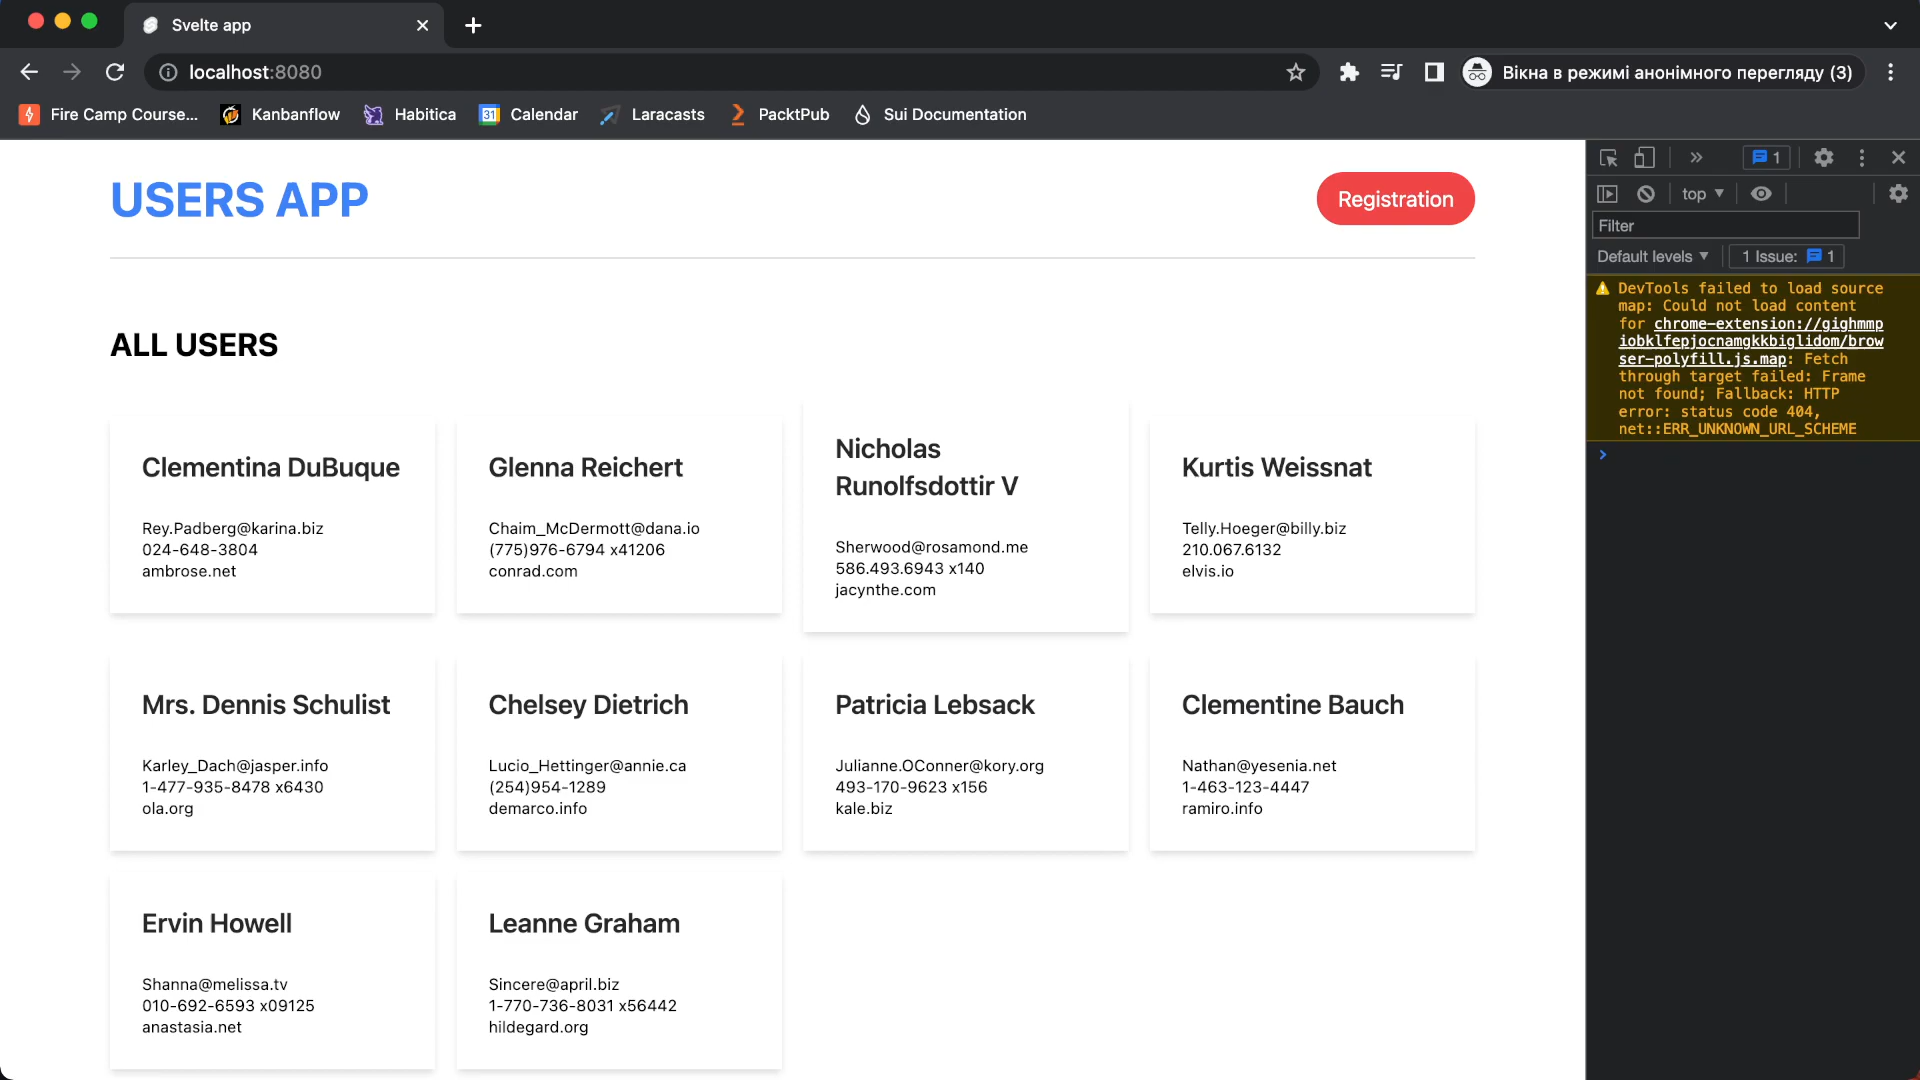 Svelte app
localhost:8080
Вікна в режимі анонімного перегляду (3)
Fire Camp Course...
Kanbanflow
Habitica
31
Calendar
Laracasts
PacktPub
Sui Documentation
USERS APP
Registration
ALL USERS
Clementina DuBuque
Rey.Padberg@karina.biz
024-648-3804
ambrose.net
Glenna Reichert
Chaim_McDermott@dana.io
(775)976-6794 x41206
conrad.com
Nicholas
Runolfsdottir V
Sherwood@rosamond.me
586.493.6943 x140
jacynthe.com
Kurtis Weissnat
Telly.Hoeger@billy.biz
210.067.6132
elvis.io
Mrs. Dennis Schulist
Karley_Dach@jasper.info
1-477-935-8478 x6430
ola.org
Chelsey Dietrich
Lucio_Hettinger@annie.ca
(254)954-1289
demarco.info
Patricia Lebsack
Julianne.OConner@kory.org
493-170-9623 x156
kale.biz
Clementine Bauch
Nathan@yesenia.net
1-463-123-4447
ramiro.info
Ervin Howell
Shanna@melissa.tv
010-692-6593 x09125
anastasia.net
Leanne Graham
Sincere@april.biz
1-770-736-8031 x56442
hildegard.org
1
top
Filter
Default levels
1 Issue: 1
DevTools failed to load source
map: Could not load content
for chrome-extension://gighmmp
iobklfepjocnamgkkbiglidom/brow
ser-polyfill.js.map: Fetch
through target failed: Frame
not found; Fallback: HTTP
error: status code 404,
net::ERR_UNKNOWN_URL_SCHEME